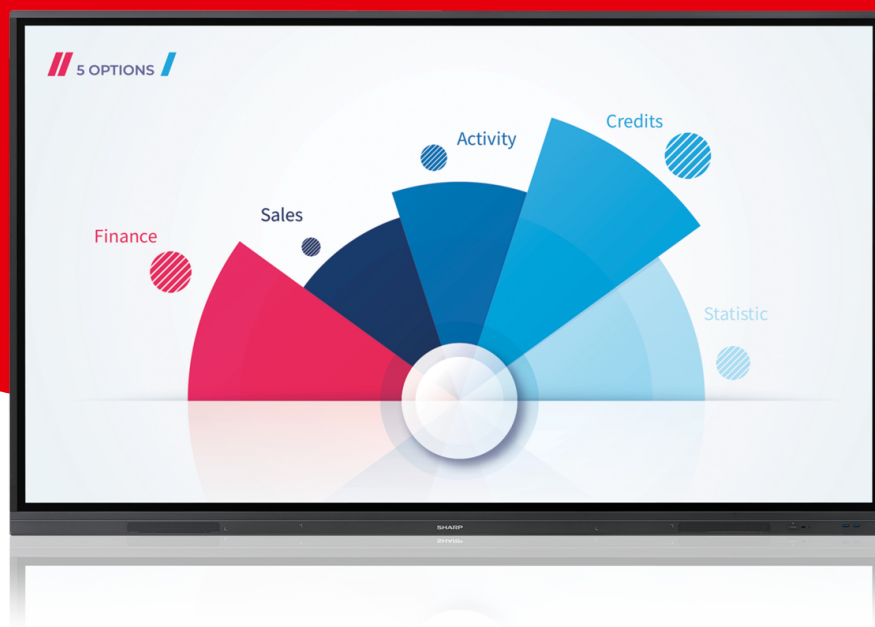 5 OPTIONS
Credits
Activity
Sales
Finance
Statistic
SHARP